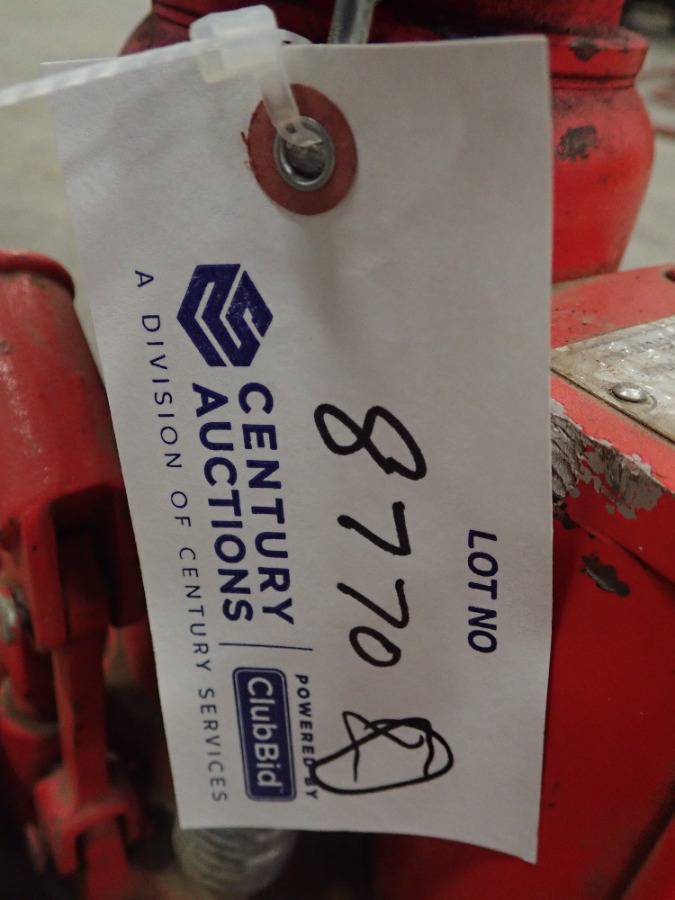 LOT NO
8770
CENTURY
AUCTIONS
POWERED BY
ClubBid
A DIVISION OF CENTURY SERVICES